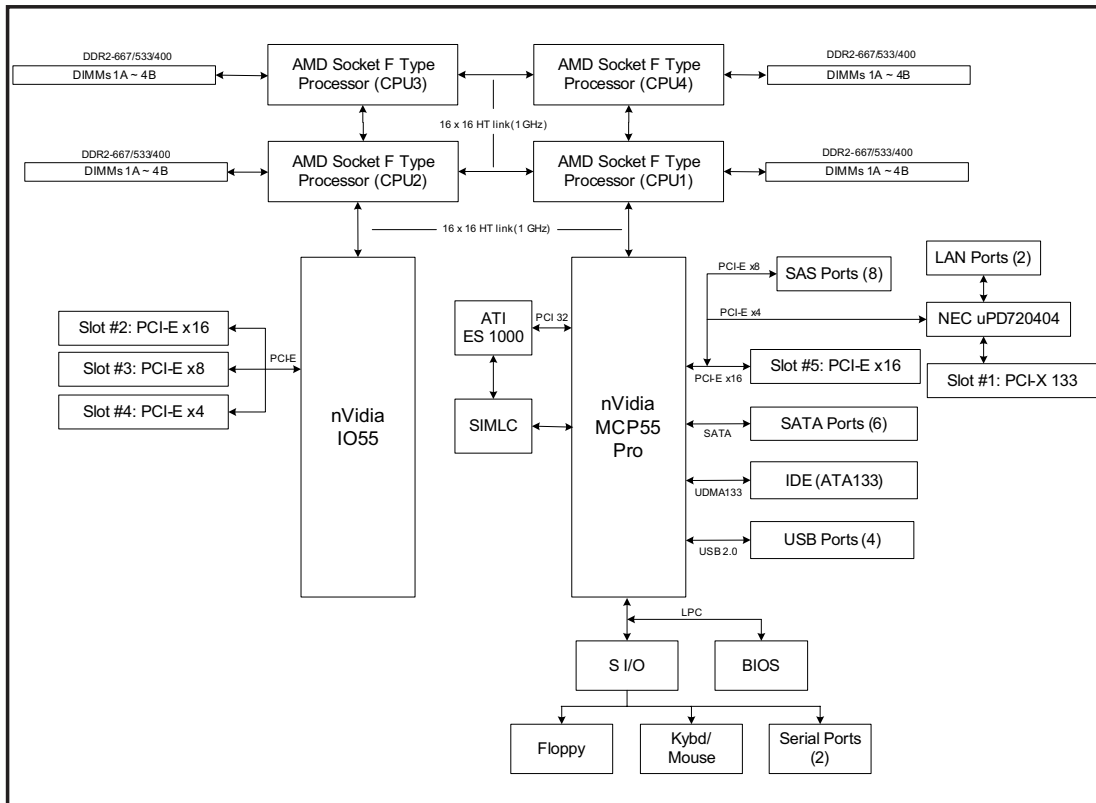 DDR2-667/533/400
DIMMs 1A ~ 4B
AMD Socket F Type
Processor (CPU3)
AMD Socket F Type
Processor (CPU4)
DDR2-667/533/400
DIMMs 1A ~ 4B
16 x 16 HT link (1 GHz)
DDR2-667/533/400
DIMMs 1A ~ 4B
AMD Socket F Type
Processor (CPU2)
AMD Socket F Type
Processor (CPU1)
DDR2-667/533/400
DIMMs 1A ~ 4B
16 x 16 HT link (1 GHz)
Slot #2: PCI-E x16
Slot #3: PCI-E x8
Slot #4: PCI-E x4
PCI-E
nVidia
IO55
ATI
ES 1000
PCI 32
SIMLC
nVidia
MCP55
Pro
PCI-E x8
SAS Ports (8)
LAN Ports (2)
PCI-E x4
NEC uPD720404
PCI-E x16
Slot #5: PCI-E x16
Slot #1: PCI-X 133
SATA
SATA Ports (6)
UDMA133
IDE (ATA133)
USB 2.0
USB Ports (4)
LPC
S I/O
BIOS
Floppy
Kybd/
Mouse
Serial Ports
(2)